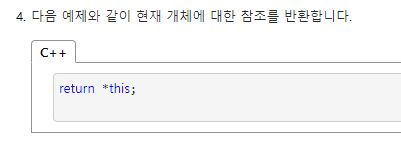 4. 다음 예제와 같이 현재 개체에 대한 참조를 반환합니다.
C++
return *this;